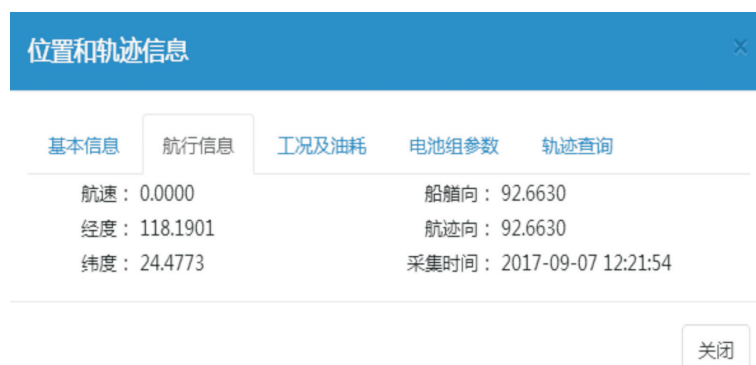 位置和轨迹信息 ×
基本信息 航行信息 工况及油耗 电池组参数 轨迹查询
航速： 0.0000 船艏向： 92.6630
经度： 118.1901 航迹向： 92.6630
纬度： 24.4773 采集时间： 2017-09-07 12:21:54
关闭